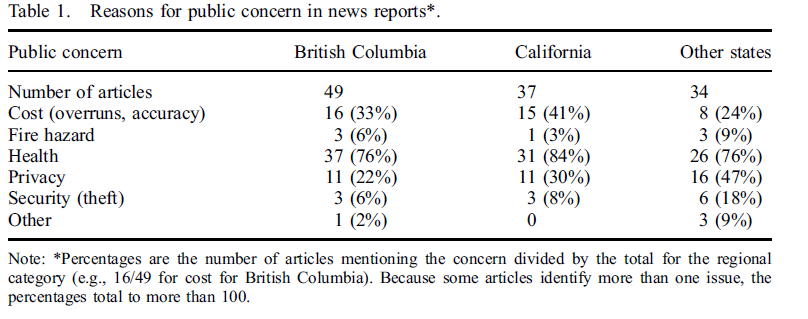 Table 1. Reasons for public concern in news reports*.
Public concern British Columbia California Other states
Number of articles 49 37 34
Cost (overruns, accuracy) 16 (33%) 15 (41%) 8 (24%)
Fire hazard 3 (6%) 1 (3%) 3 (9%)
Health 37 (76%) 31 (84%) 26 (76%)
Privacy 11 (22%) 11 (30%) 16 (47%)
Security (theft) 3 (6%) 3 (8%) 6 (18%)
Other 1 (2%) 0 3 (9%)
Note: *Percentages are the number of articles mentioning the concern divided by the total for the regional
category (e.g., 16/49 for cost for British Columbia). Because some articles identify more than one issue, the
percentages total to more than 100.